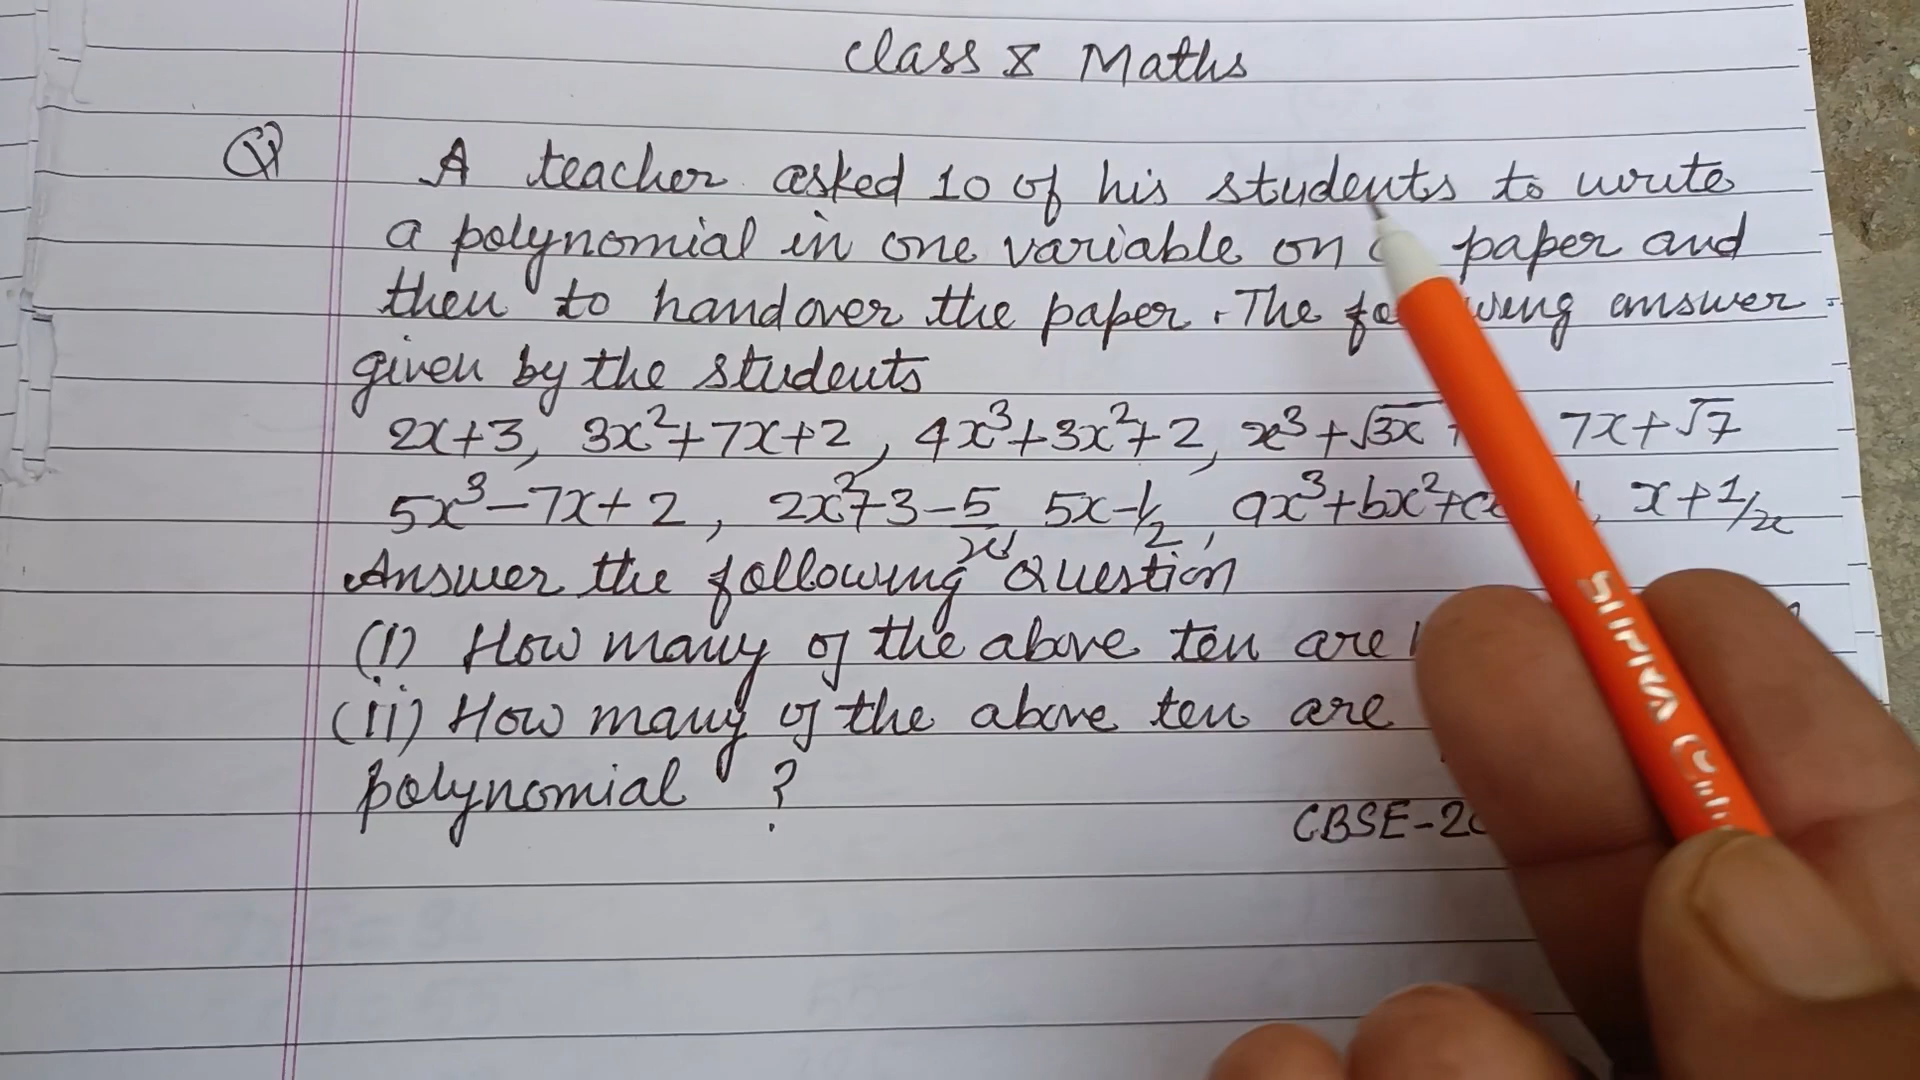 Class X Maths
Q A teacher asked 10 of his students to write
a polynomial in one variable on paper and
then to handover the paper. The answer
given by the students
2x+3, 3x²+7x+2, 4x³+3x²+2, x³+√3x + 7x+√7
5x³-7x+2, 2x²+3-5/x, 5x-1/2, ax³+bx²+ x+1/x
Answer the following Question
(I) How many of the above ten are
(ii) How many of the above ten are
polynomial ?
CBSE-20
SUPRA